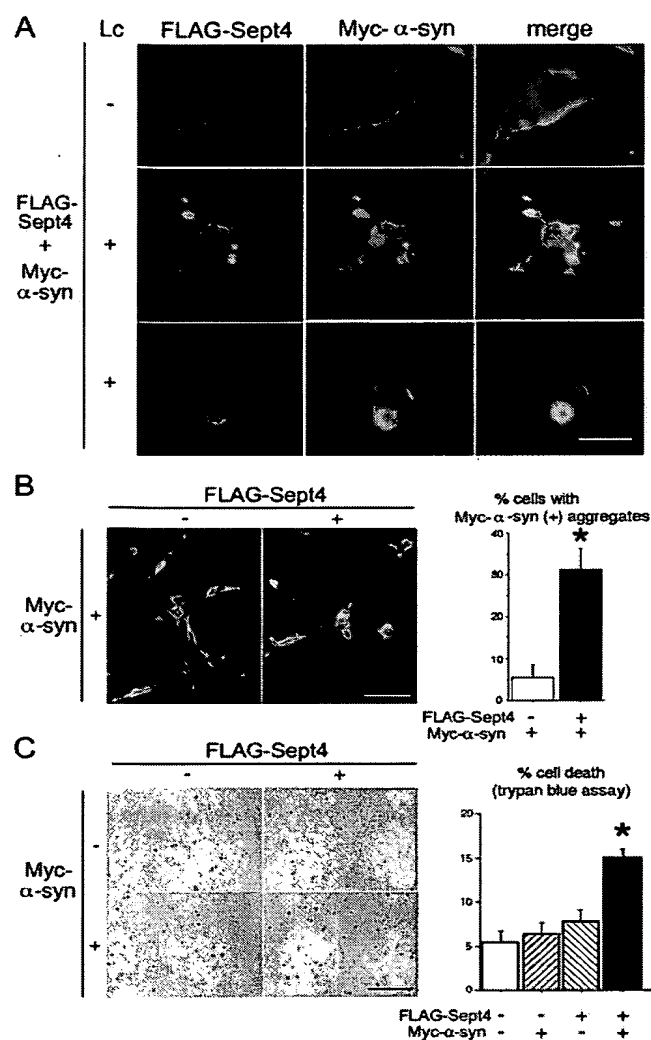 A
Lc FLAG-Sept4 Myc-α-syn merge
-
FLAG-
Sept4
+
Myc-
α-syn
+
+
B
FLAG-Sept4
- +
Myc-
α-syn
+
% cells with
Myc-α-syn (+) aggregates
*
40
30
20
10
0
FLAG-Sept4 - +
Myc-α-syn + +
C
FLAG-Sept4
- +
-
Myc-
α-syn
+
% cell death
(trypan blue assay)
*
20
15
10
5
0
FLAG-Sept4 - - + +
Myc-α-syn - + - +